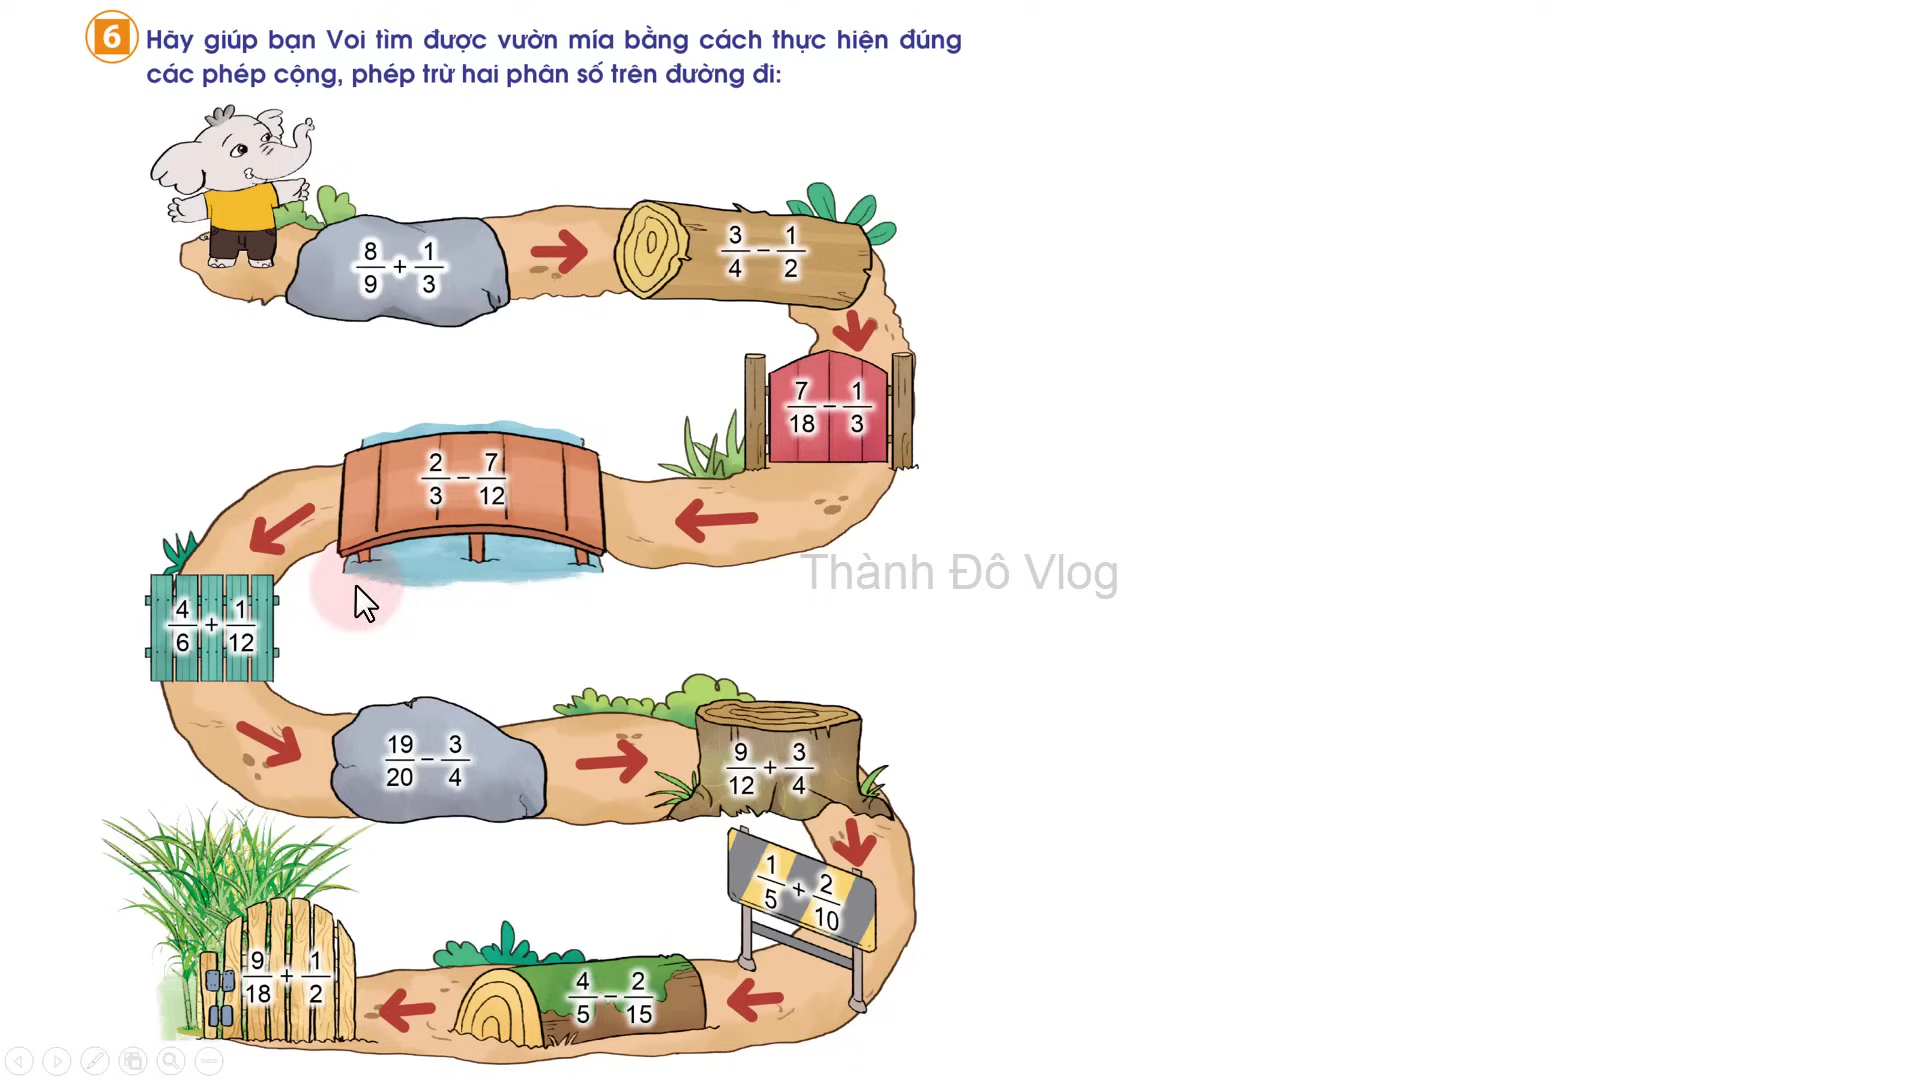 6 Hãy giúp bạn Voi tìm được vườn mía bằng cách thực hiện đúng
các phép cộng, phép trừ hai phân số trên đường đi:
8/9 + 1/3
3/4 − 1/2
7/18 − 1/3
2/3 − 7/12
Thành Đô Vlog
4/6 + 1/12
19/20 − 3/4
9/12 + 3/4
1/5 + 2/10
4/5 − 2/15
9/18 + 1/2